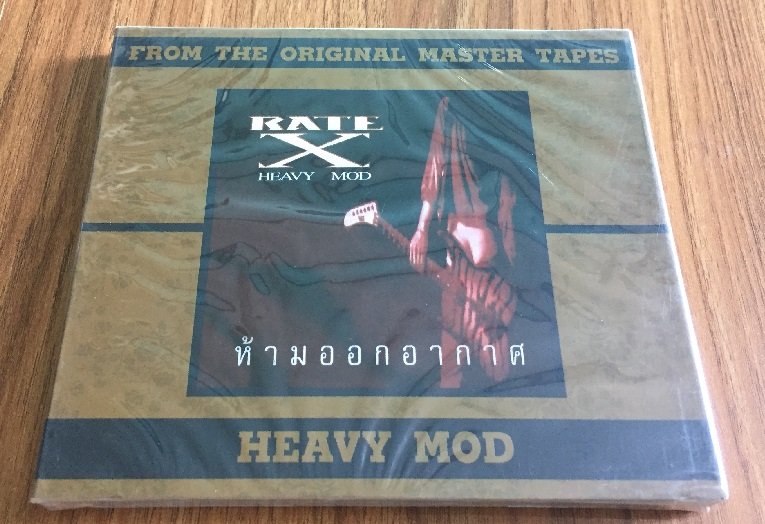 FROM THE ORIGINAL MASTER TAPES
RATE
X
HEAVY MOD
ห้ามออกอากาศ
HEAVY MOD